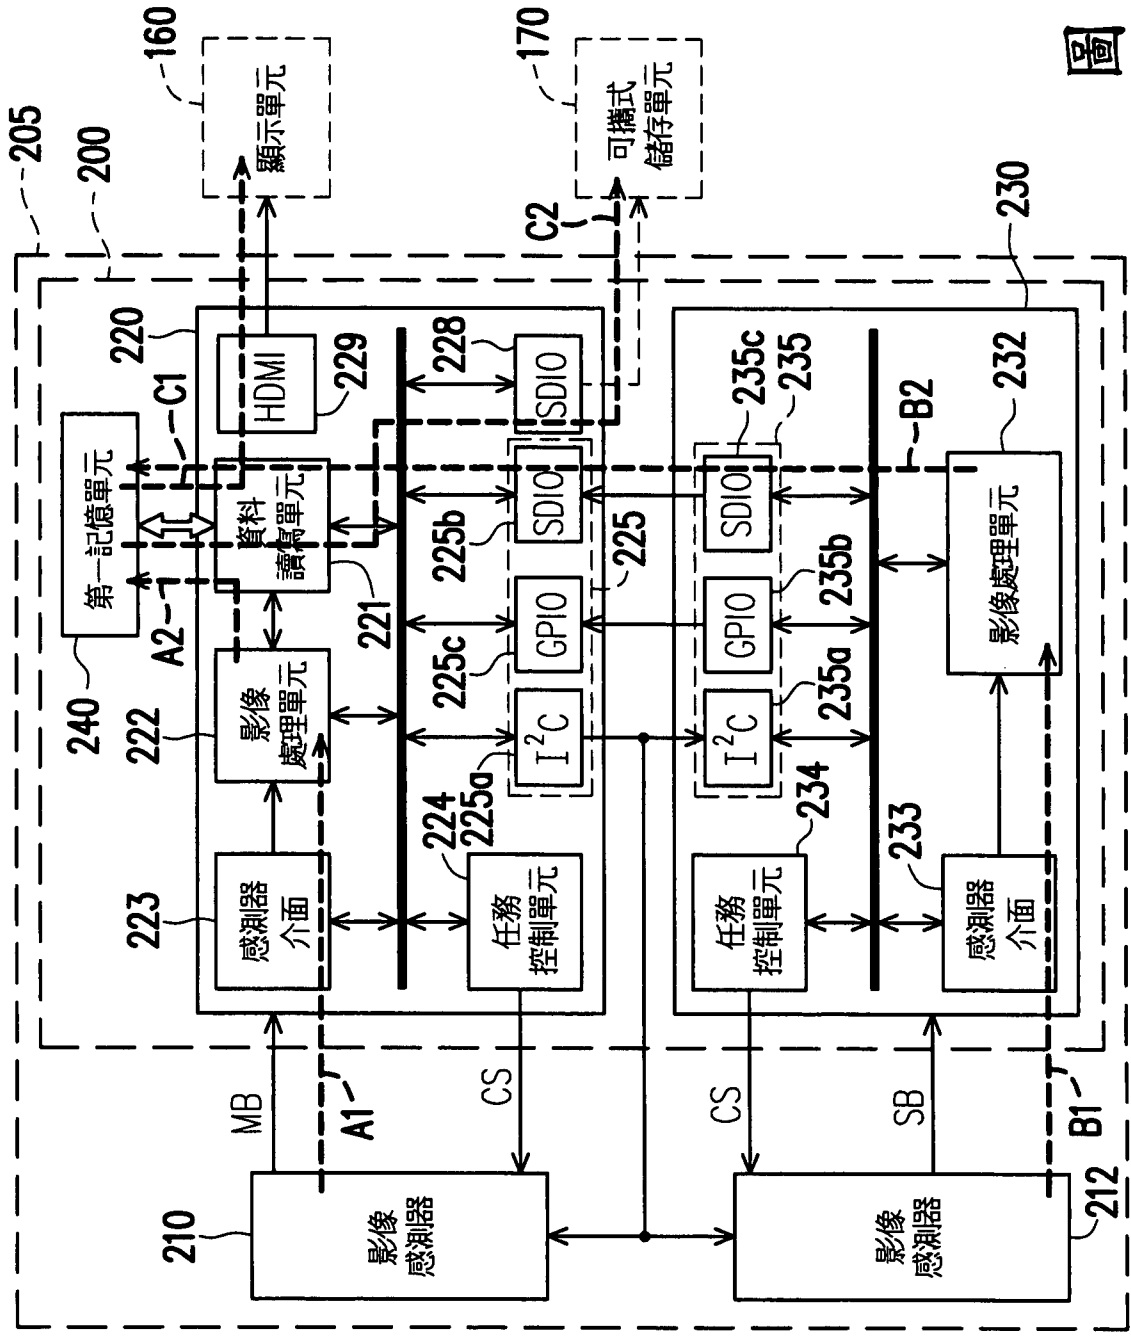 205
200
160
顯示單元
170
可攜式
儲存單元
C2
220
HDMI
229
C1
240
第一記憶單元
資料
讀寫單元
221
A2
222
影像
處理單元
223
感測器
介面
228
SDIO
225b
SDIO
225
225c
GPIO
225a
I²C
224
任務
控制單元
230
235c
SDIO
235
235b
GPIO
235a
I²C
B2
232
影像處理單元
234
任務
控制單元
233
感測器
介面
MB
A1
CS
CS
SB
B1
210
影像
感測器
212
影像
感測器
圖